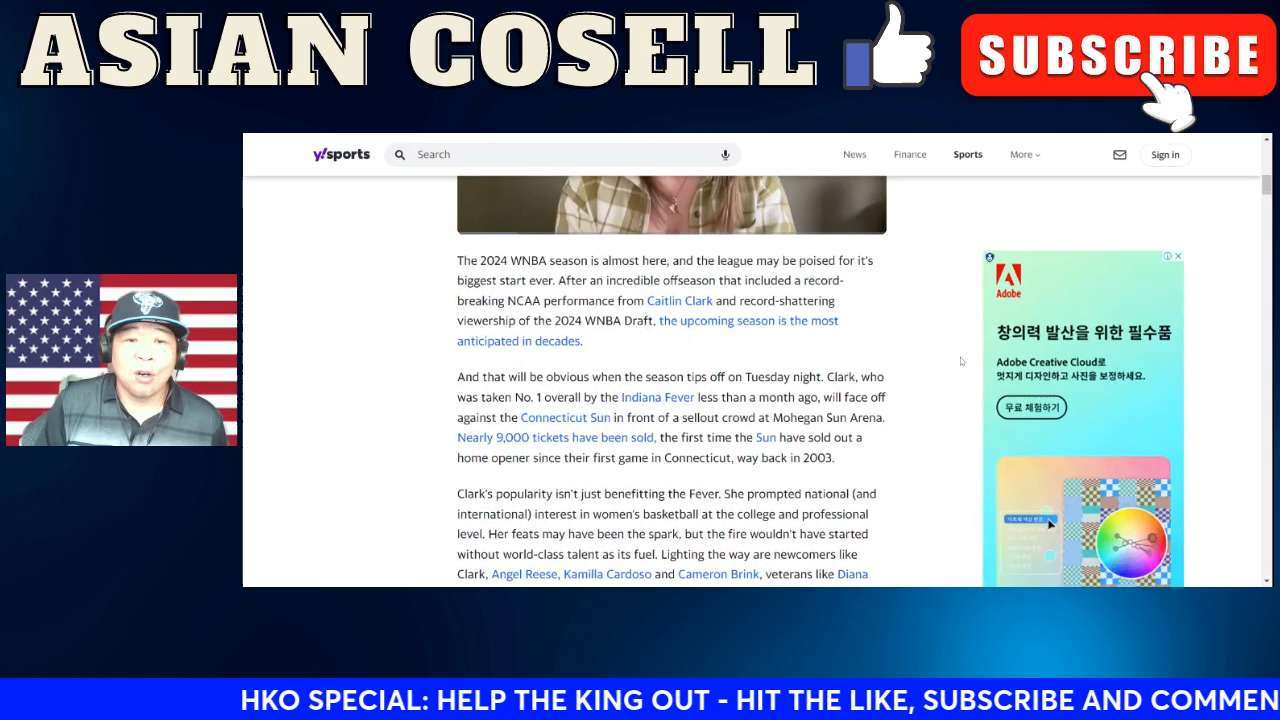 ASIAN COSELL
SUBSCRIBE
y!sports
Search
News
Finance
Sports
More
Sign in
The 2024 WNBA season is almost here, and the league may be poised for it's
biggest start ever. After an incredible offseason that included a record-
breaking NCAA performance from Caitlin Clark and record-shattering
viewership of the 2024 WNBA Draft, the upcoming season is the most
anticipated in decades.
And that will be obvious when the season tips off on Tuesday night. Clark, who
was taken No. 1 overall by the Indiana Fever less than a month ago, will face off
against the Connecticut Sun in front of a sellout crowd at Mohegan Sun Arena.
Nearly 9,000 tickets have been sold, the first time the Sun have sold out a
home opener since their first game in Connecticut, way back in 2003.
Clark's popularity isn't just benefitting the Fever. She prompted national (and
international) interest in women's basketball at the college and professional
level. Her feats may have been the spark, but the fire wouldn't have started
without world-class talent as its fuel. Lighting the way are newcomers like
Clark, Angel Reese, Kamilla Cardoso and Cameron Brink, veterans like Diana
Adobe
창의력 발산을 위한 필수품
Adobe Creative Cloud로
멋지게 디자인하고 사진을 보정하세요.
무료 체험하기
HKO SPECIAL: HELP THE KING OUT - HIT THE LIKE, SUBSCRIBE AND COMMEN